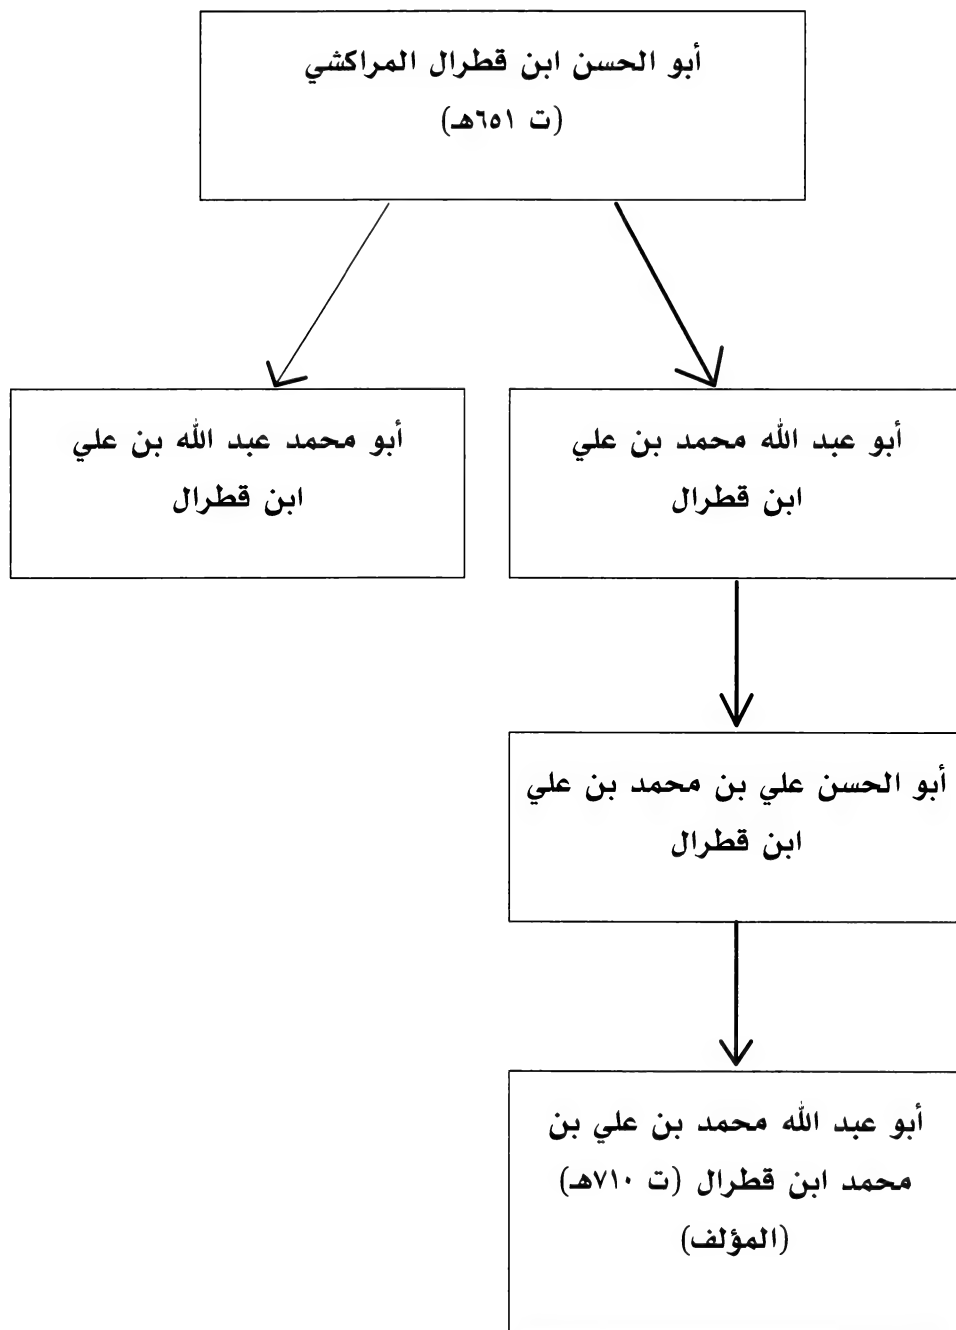 أبو الحسن ابن قطرال المراكشي
(ت ٦٥١هـ)
أبو عبد الله محمد بن علي
ابن قطرال
أبو محمد عبد الله بن علي
ابن قطرال
أبو الحسن علي بن محمد بن علي
ابن قطرال
أبو عبد الله محمد بن علي بن
محمد ابن قطرال (ت ٧١٠هـ)
(المؤلف)